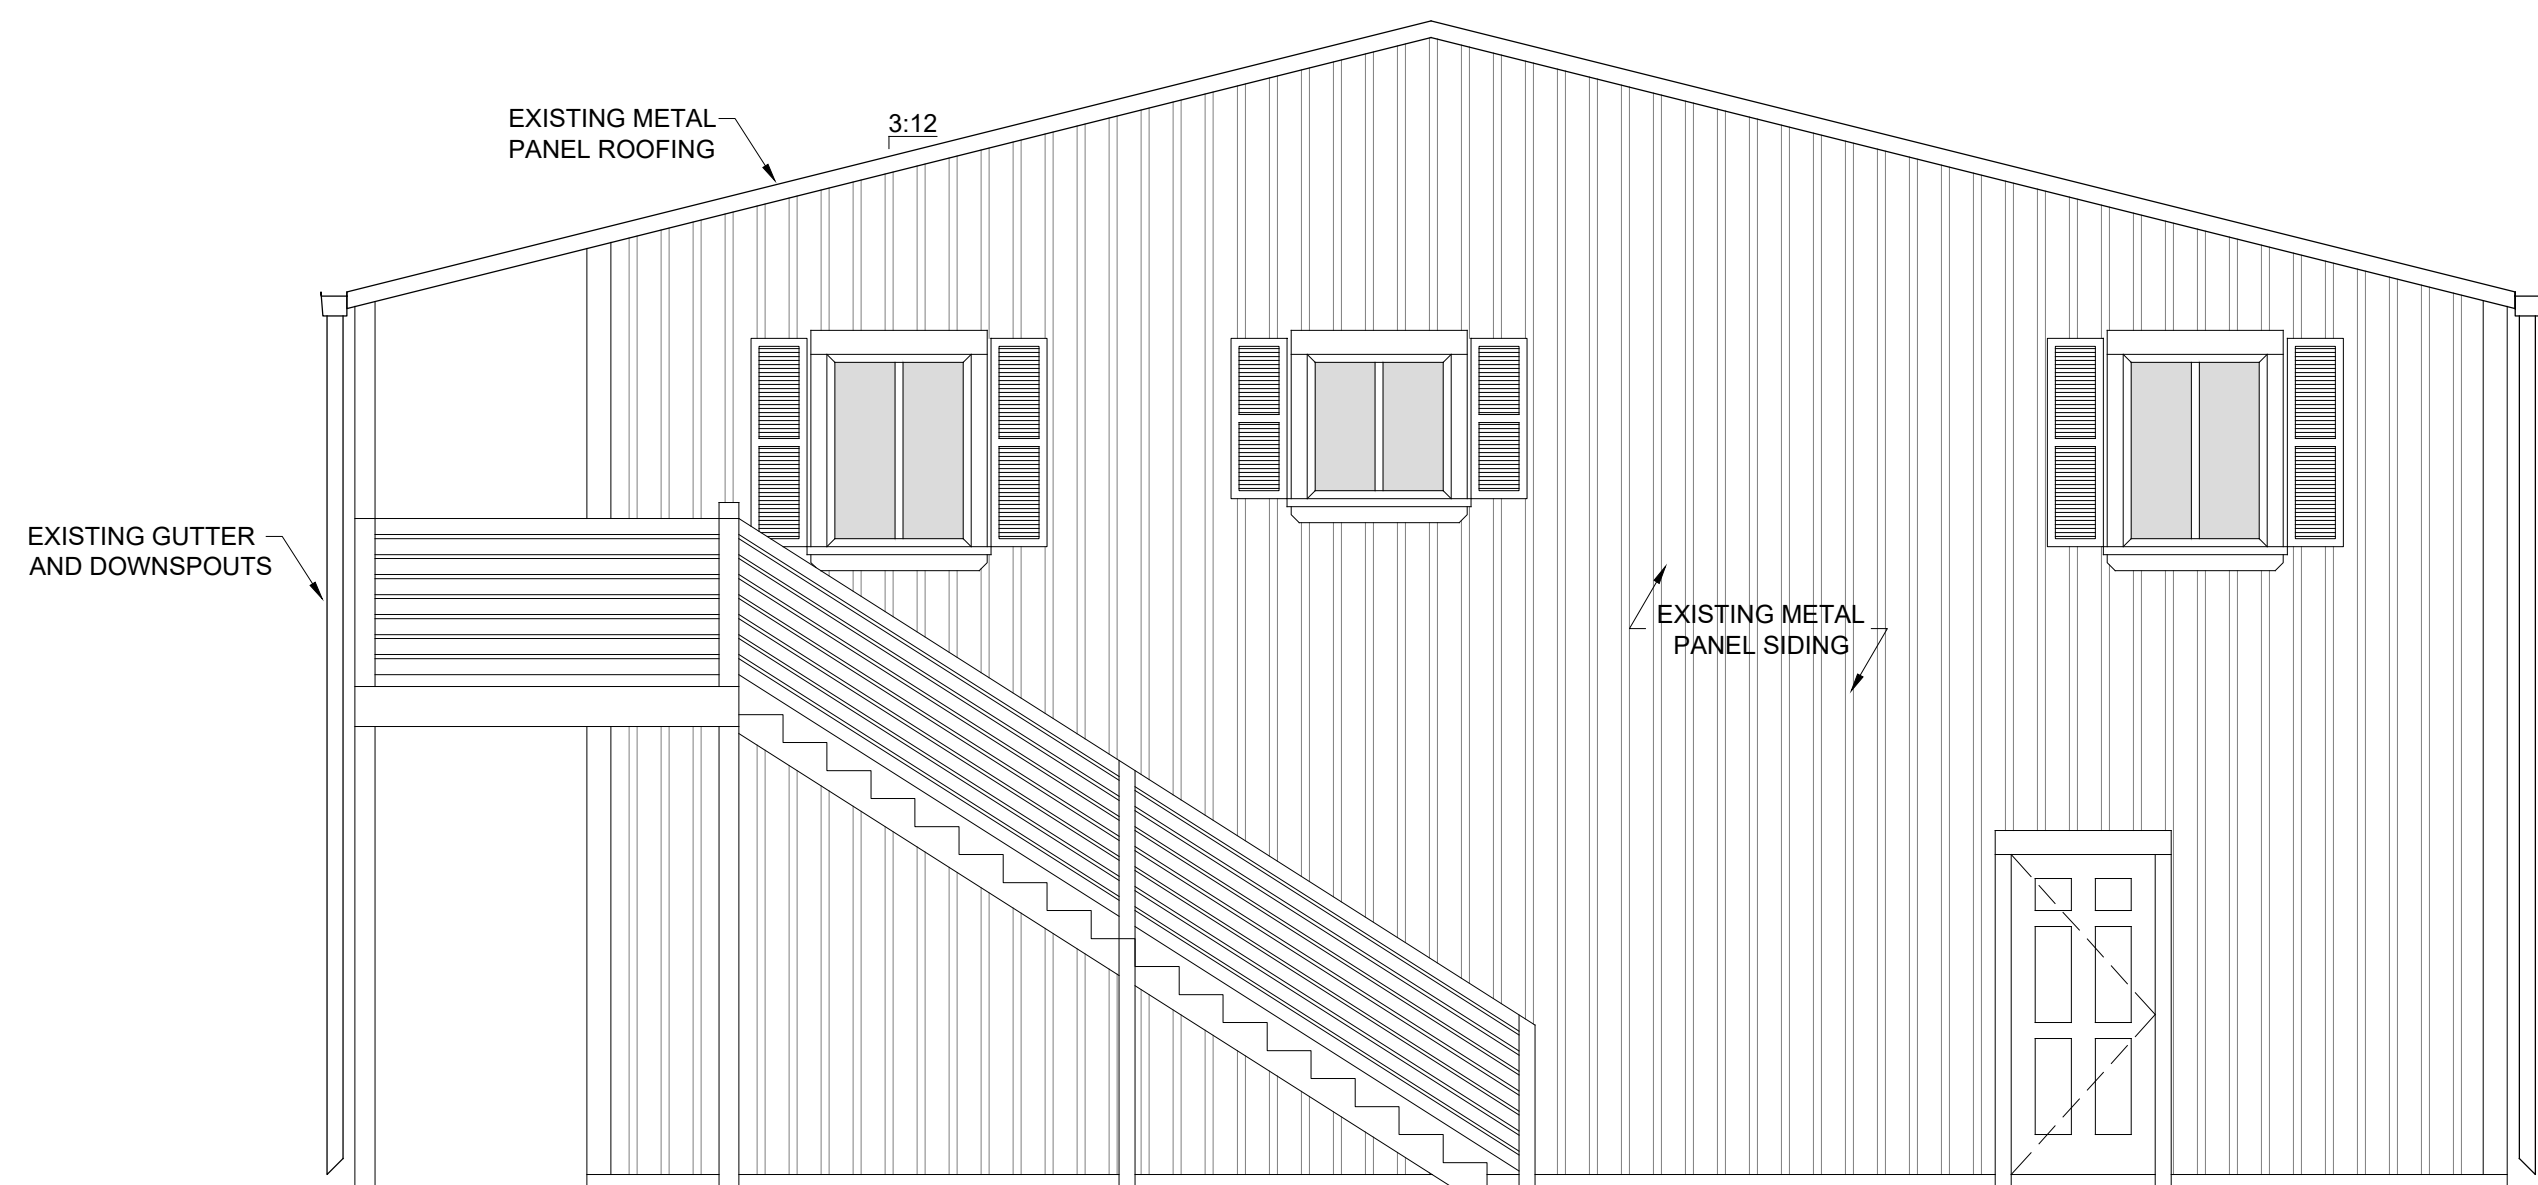 EXISTING METAL
PANEL ROOFING
3:12
EXISTING GUTTER
AND DOWNSPOUTS
EXISTING METAL
PANEL SIDING